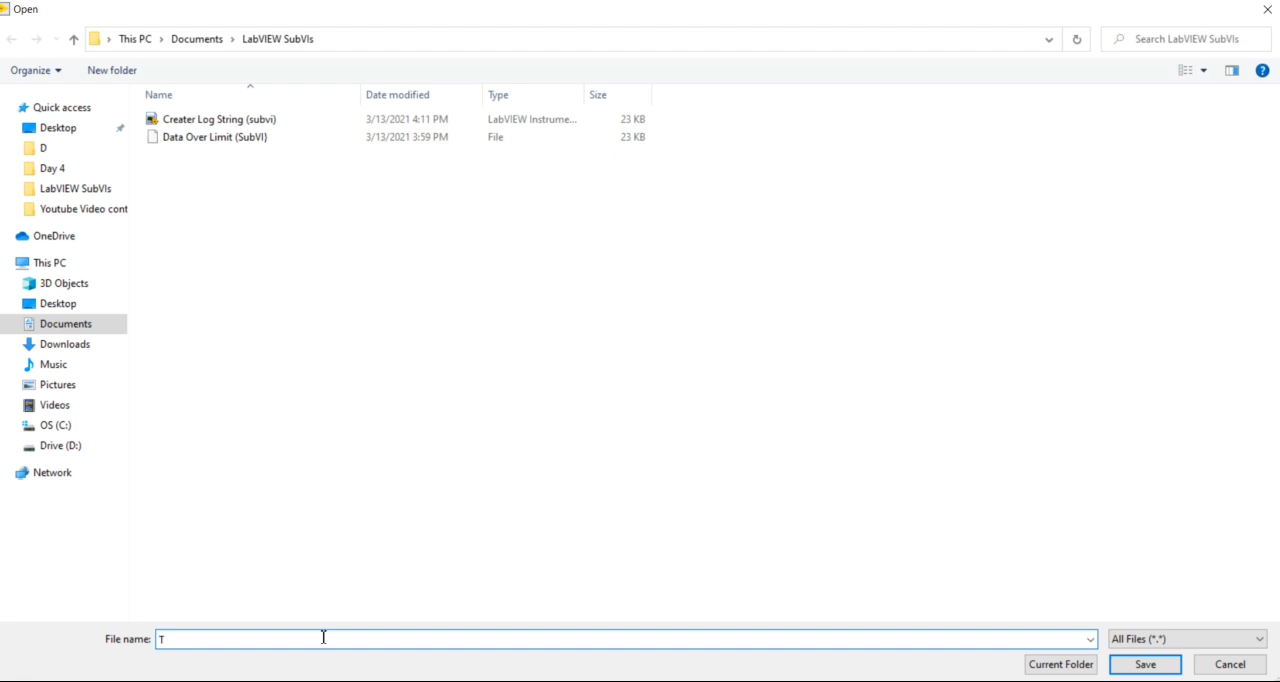 Open
This PC > Documents > LabVIEW SubVIs
Search LabVIEW SubVIs
Organize New folder
Name Date modified Type Size
Creater Log String (subvi) 3/13/2021 4:11 PM LabVIEW Instrume... 23 KB
Data Over Limit (SubVI) 3/13/2021 3:59 PM File 23 KB
Quick access
Desktop
D
Day 4
LabVIEW SubVIs
Youtube Video cont
OneDrive
This PC
3D Objects
Desktop
Documents
Downloads
Music
Pictures
Videos
OS (C:)
Drive (D:)
Network
File name: T All Files (*.*)
Current Folder Save Cancel